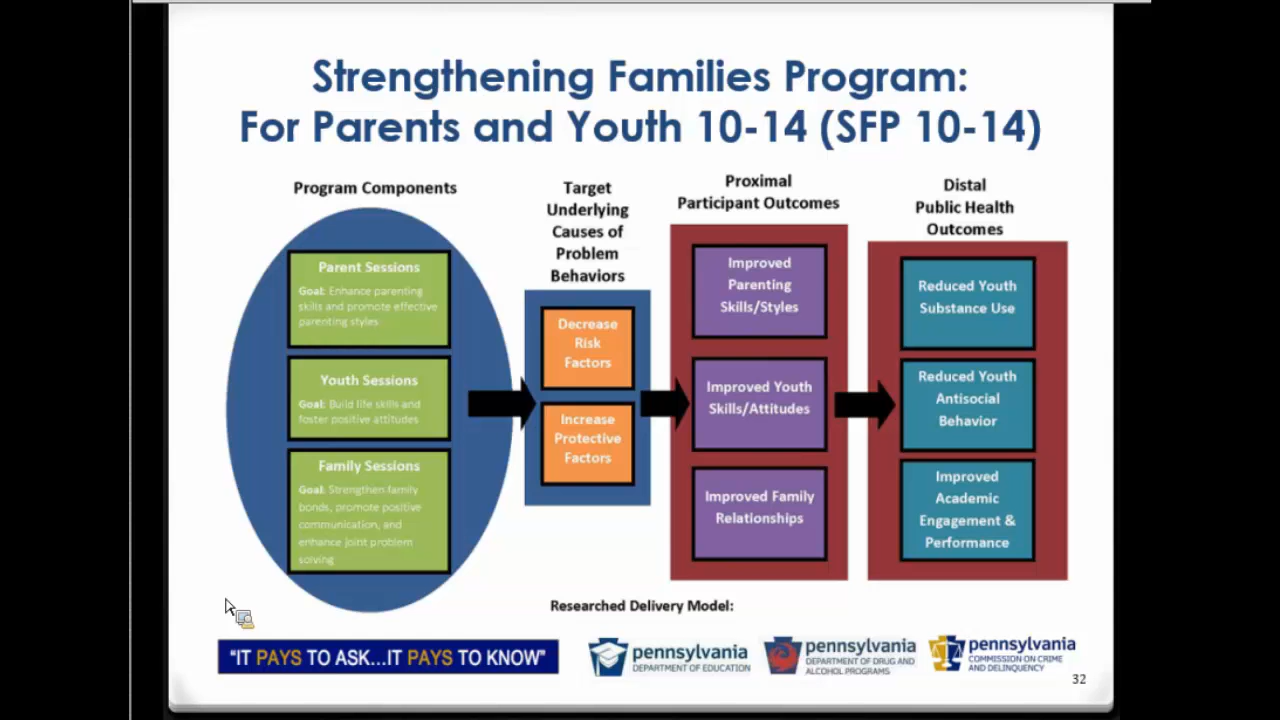 Strengthening Families Program:
For Parents and Youth 10-14 (SFP 10-14)
Program Components
Parent Sessions
Goal: Enhance parenting
skills and promote effective
parenting styles
Youth Sessions
Goal: Build life skills and
foster positive attitudes
Family Sessions
Goal: Strengthen family
bonds, promote positive
communication, and
enhance joint problem
solving
Target
Underlying
Causes of
Problem
Behaviors
Decrease
Risk
Factors
Increase
Protective
Factors
Proximal
Participant Outcomes
Improved
Parenting
Skills/Styles
Improved Youth
Skills/Attitudes
Improved Family
Relationships
Distal
Public Health
Outcomes
Reduced Youth
Substance Use
Reduced Youth
Antisocial
Behavior
Improved
Academic
Engagement &
Performance
Researched Delivery Model:
“IT PAYS TO ASK...IT PAYS TO KNOW”
pennsylvania
DEPARTMENT OF EDUCATION
pennsylvania
DEPARTMENT OF DRUG AND
ALCOHOL PROGRAMS
pennsylvania
COMMISSION ON CRIME
AND DELINQUENCY
32